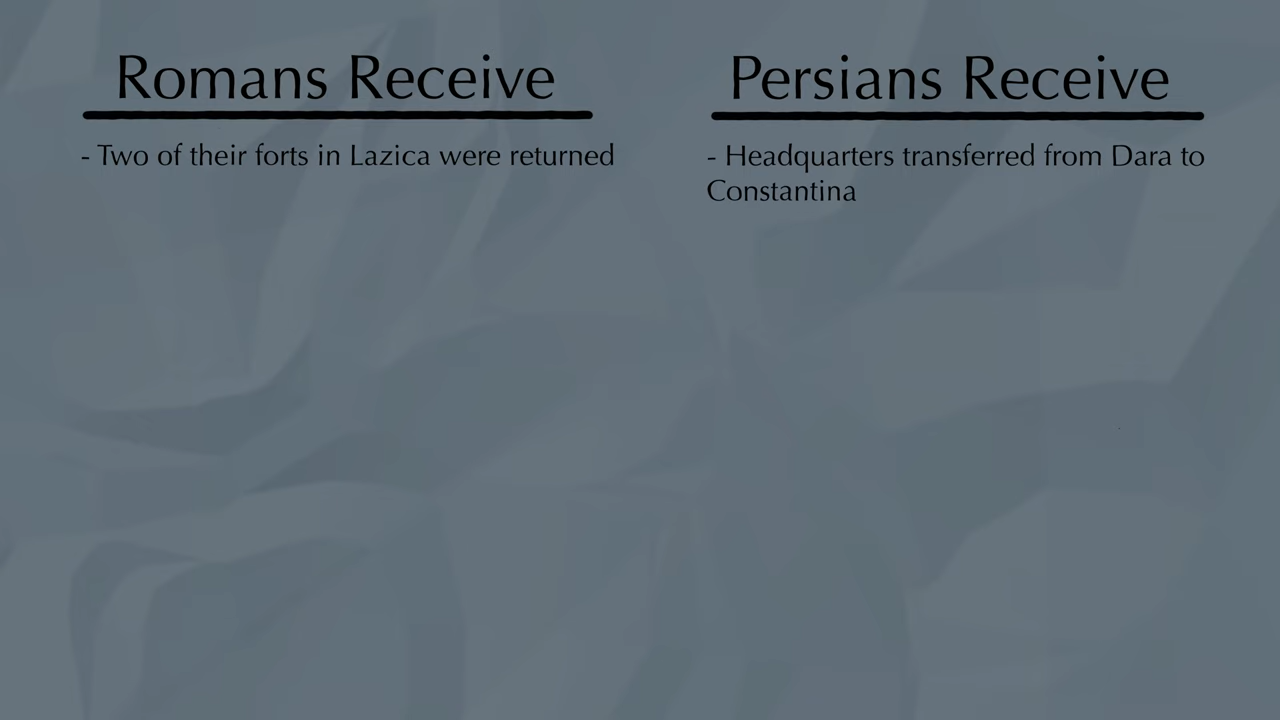 Romans Receive
- Two of their forts in Lazica were returned
Persians Receive
- Headquarters transferred from Dara to
Constantina